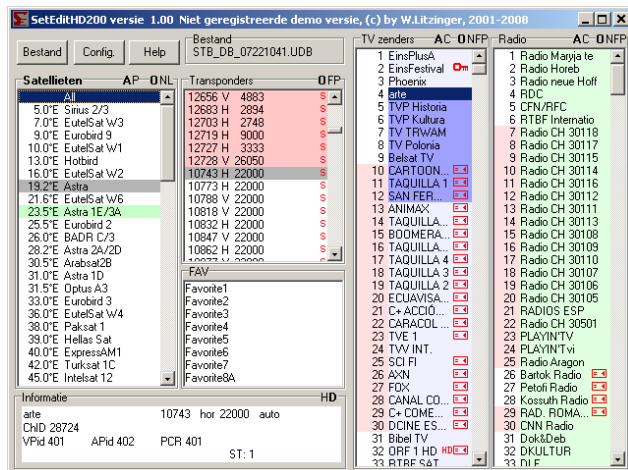 SetEditHD200 versie 1.00 Niet geregistreerde demo versie, (c) by W.Litzinger, 2001-2008
Bestand
Config.
Help
Bestand
STB_DB_07221041.UDB
Satellieten AP ONL
All
5.0°E Sirius 2/3
7.0°E EutelSat W3
9.0°E Eurobird 9
10.0°E EutelSat W1
13.0°E Hotbird
16.0°E EutelSat W2
19.2°E Astra
21.6°E EutelSat W6
23.5°E Astra 1E/3A
25.5°E Eurobird 2
26.0°E BADR C/3
28.2°E Astra 2A/2D
30.5°E Arabsat2B
31.0°E Astra 1D
31.5°E Optus A3
33.0°E Eurobird 3
36.0°E EutelSat W4
38.0°E Paksat 1
39.0°E Hellas Sat
40.0°E ExpressAM1
42.0°E Turksat 1C
45.0°E Intelsat 12
Transponders OFP
12656 V 4883 S
12683 H 2894 S
12703 H 2748 S
12719 H 9000 S
12727 H 3333 S
12728 V 26050 S
10743 H 22000 S
10773 H 22000 S
10788 V 22000 S
10818 V 22000 S
10832 H 22000 S
10847 V 22000 S
10862 H 22000 S
10877 V 22000 S
FAV
Favorite1
Favorite2
Favorite3
Favorite4
Favorite5
Favorite6
Favorite7
Favorite8A
Informatie HD-
arte 10743 hor 22000 auto
ChID 28724
VPid 401 APid 402 PCR 401
ST: 1
TV zenders AC ONFP
1 EinsPlusA
2 EinsFestival
3 Phoenix
4 arte
5 TVP Historia
6 TVP Kultura
7 TV TRWAM
8 TV Polonia
9 Belsat TV
10 CARTOON...
11 TAQUILLA 1
12 SAN FER...
13 ANIMAX
14 TAQUILLA...
15 BOOMERA...
16 TAQUILLA...
17 TAQUILLA 4
18 TAQUILLA 3
19 TAQUILLA 2
20 ECUAVISA...
21 C+ ACCIÓ...
22 CARACOL ...
23 TVE 1
24 TVV INT.
25 SCI FI
26 AXN
27 FOX
28 CANAL CO...
29 C+ COME...
30 DCINE ES...
31 Bibel TV
32 ORF 1 HD HD
33 RTBF SAT
Radio AC ONFP
1 Radio Maryja te
2 Radio Horeb
3 Radio neue Hoff
4 RDC
5 CFN/RFC
6 RTBF Internatio
7 Radio CH 30118
8 Radio CH 30117
9 Radio CH 30115
10 Radio CH 30114
11 Radio CH 30116
12 Radio CH 30112
13 Radio CH 30111
14 Radio CH 30113
15 Radio CH 30108
16 Radio CH 30109
17 Radio CH 30110
18 Radio CH 30107
19 Radio CH 30106
20 Radio CH 30105
21 RADIOS ESP
22 Radio CH 30501
23 PLAYIN'TV
24 PLAYIN'Tvi
25 Radio Aragon
26 Bartok Radio
27 Petofi Radio
28 Kossuth Radio
29 RAD. ROMA...
30 CNN Radio
31 Dok&Deb
32 DKULTUR
33 DLF